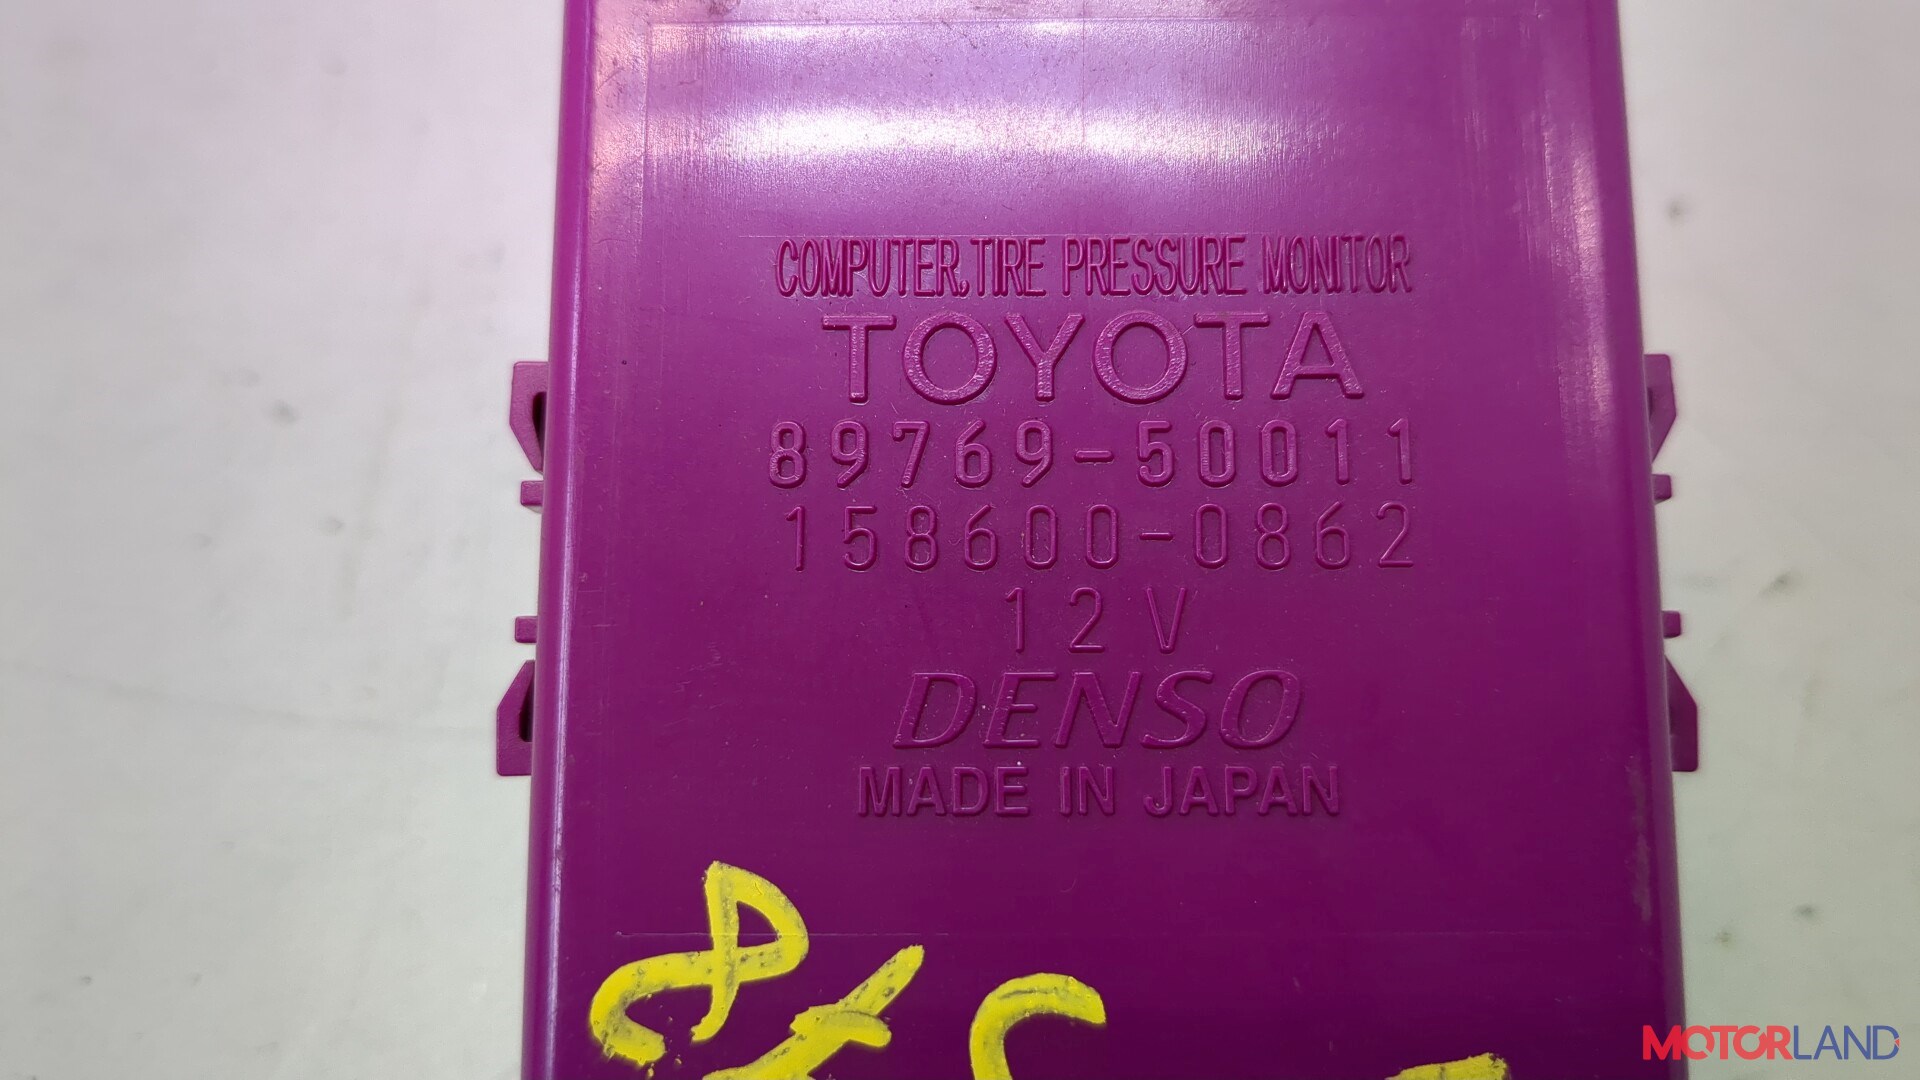 COMPUTER,TIRE PRESSURE MONITOR
TOYOTA
89769-50011
158600-0862
12V
DENSO
MADE IN JAPAN
MOTORLAND